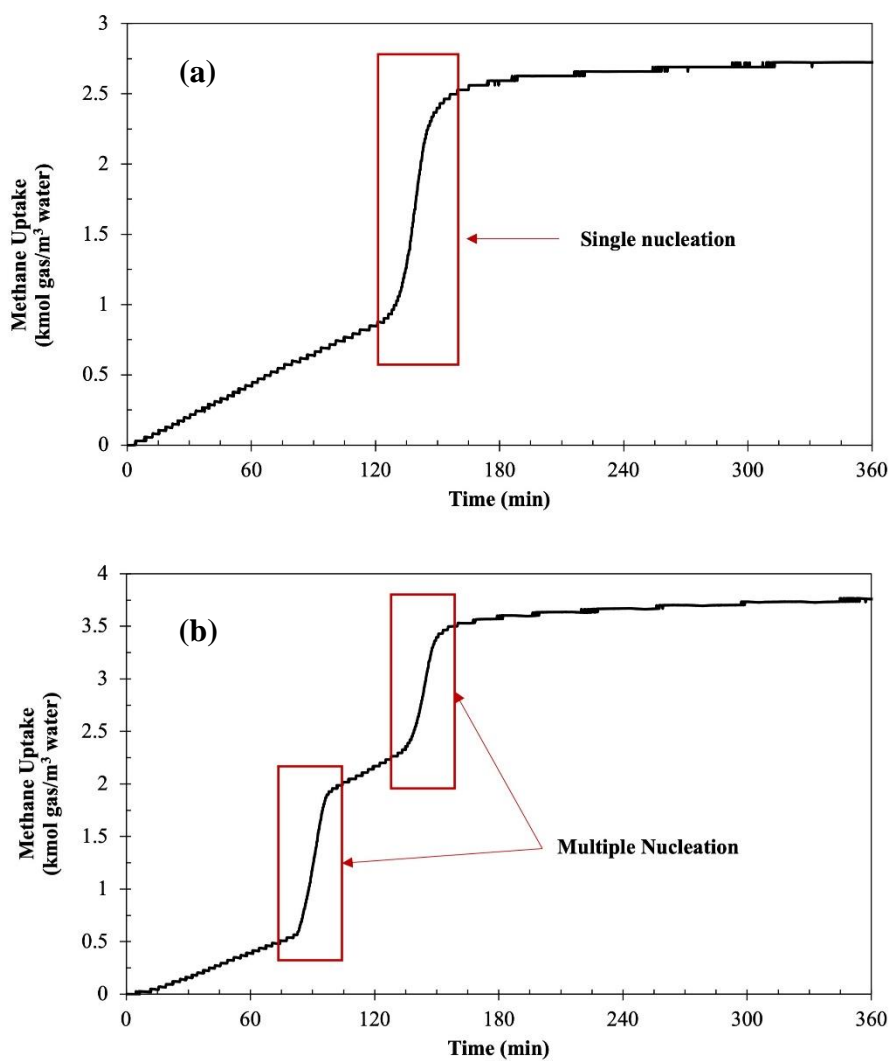 (a)
3
2.5
2
1.5
1
0.5
0
Methane Uptake
(kmol gas/m³ water)
Single nucleation
0 60 120 180 240 300 360
Time (min)
(b)
4
3.5
3
2.5
2
1.5
1
0.5
0
Methane Uptake
(kmol gas/m³ water)
Multiple Nucleation
0 60 120 180 240 300 360
Time (min)